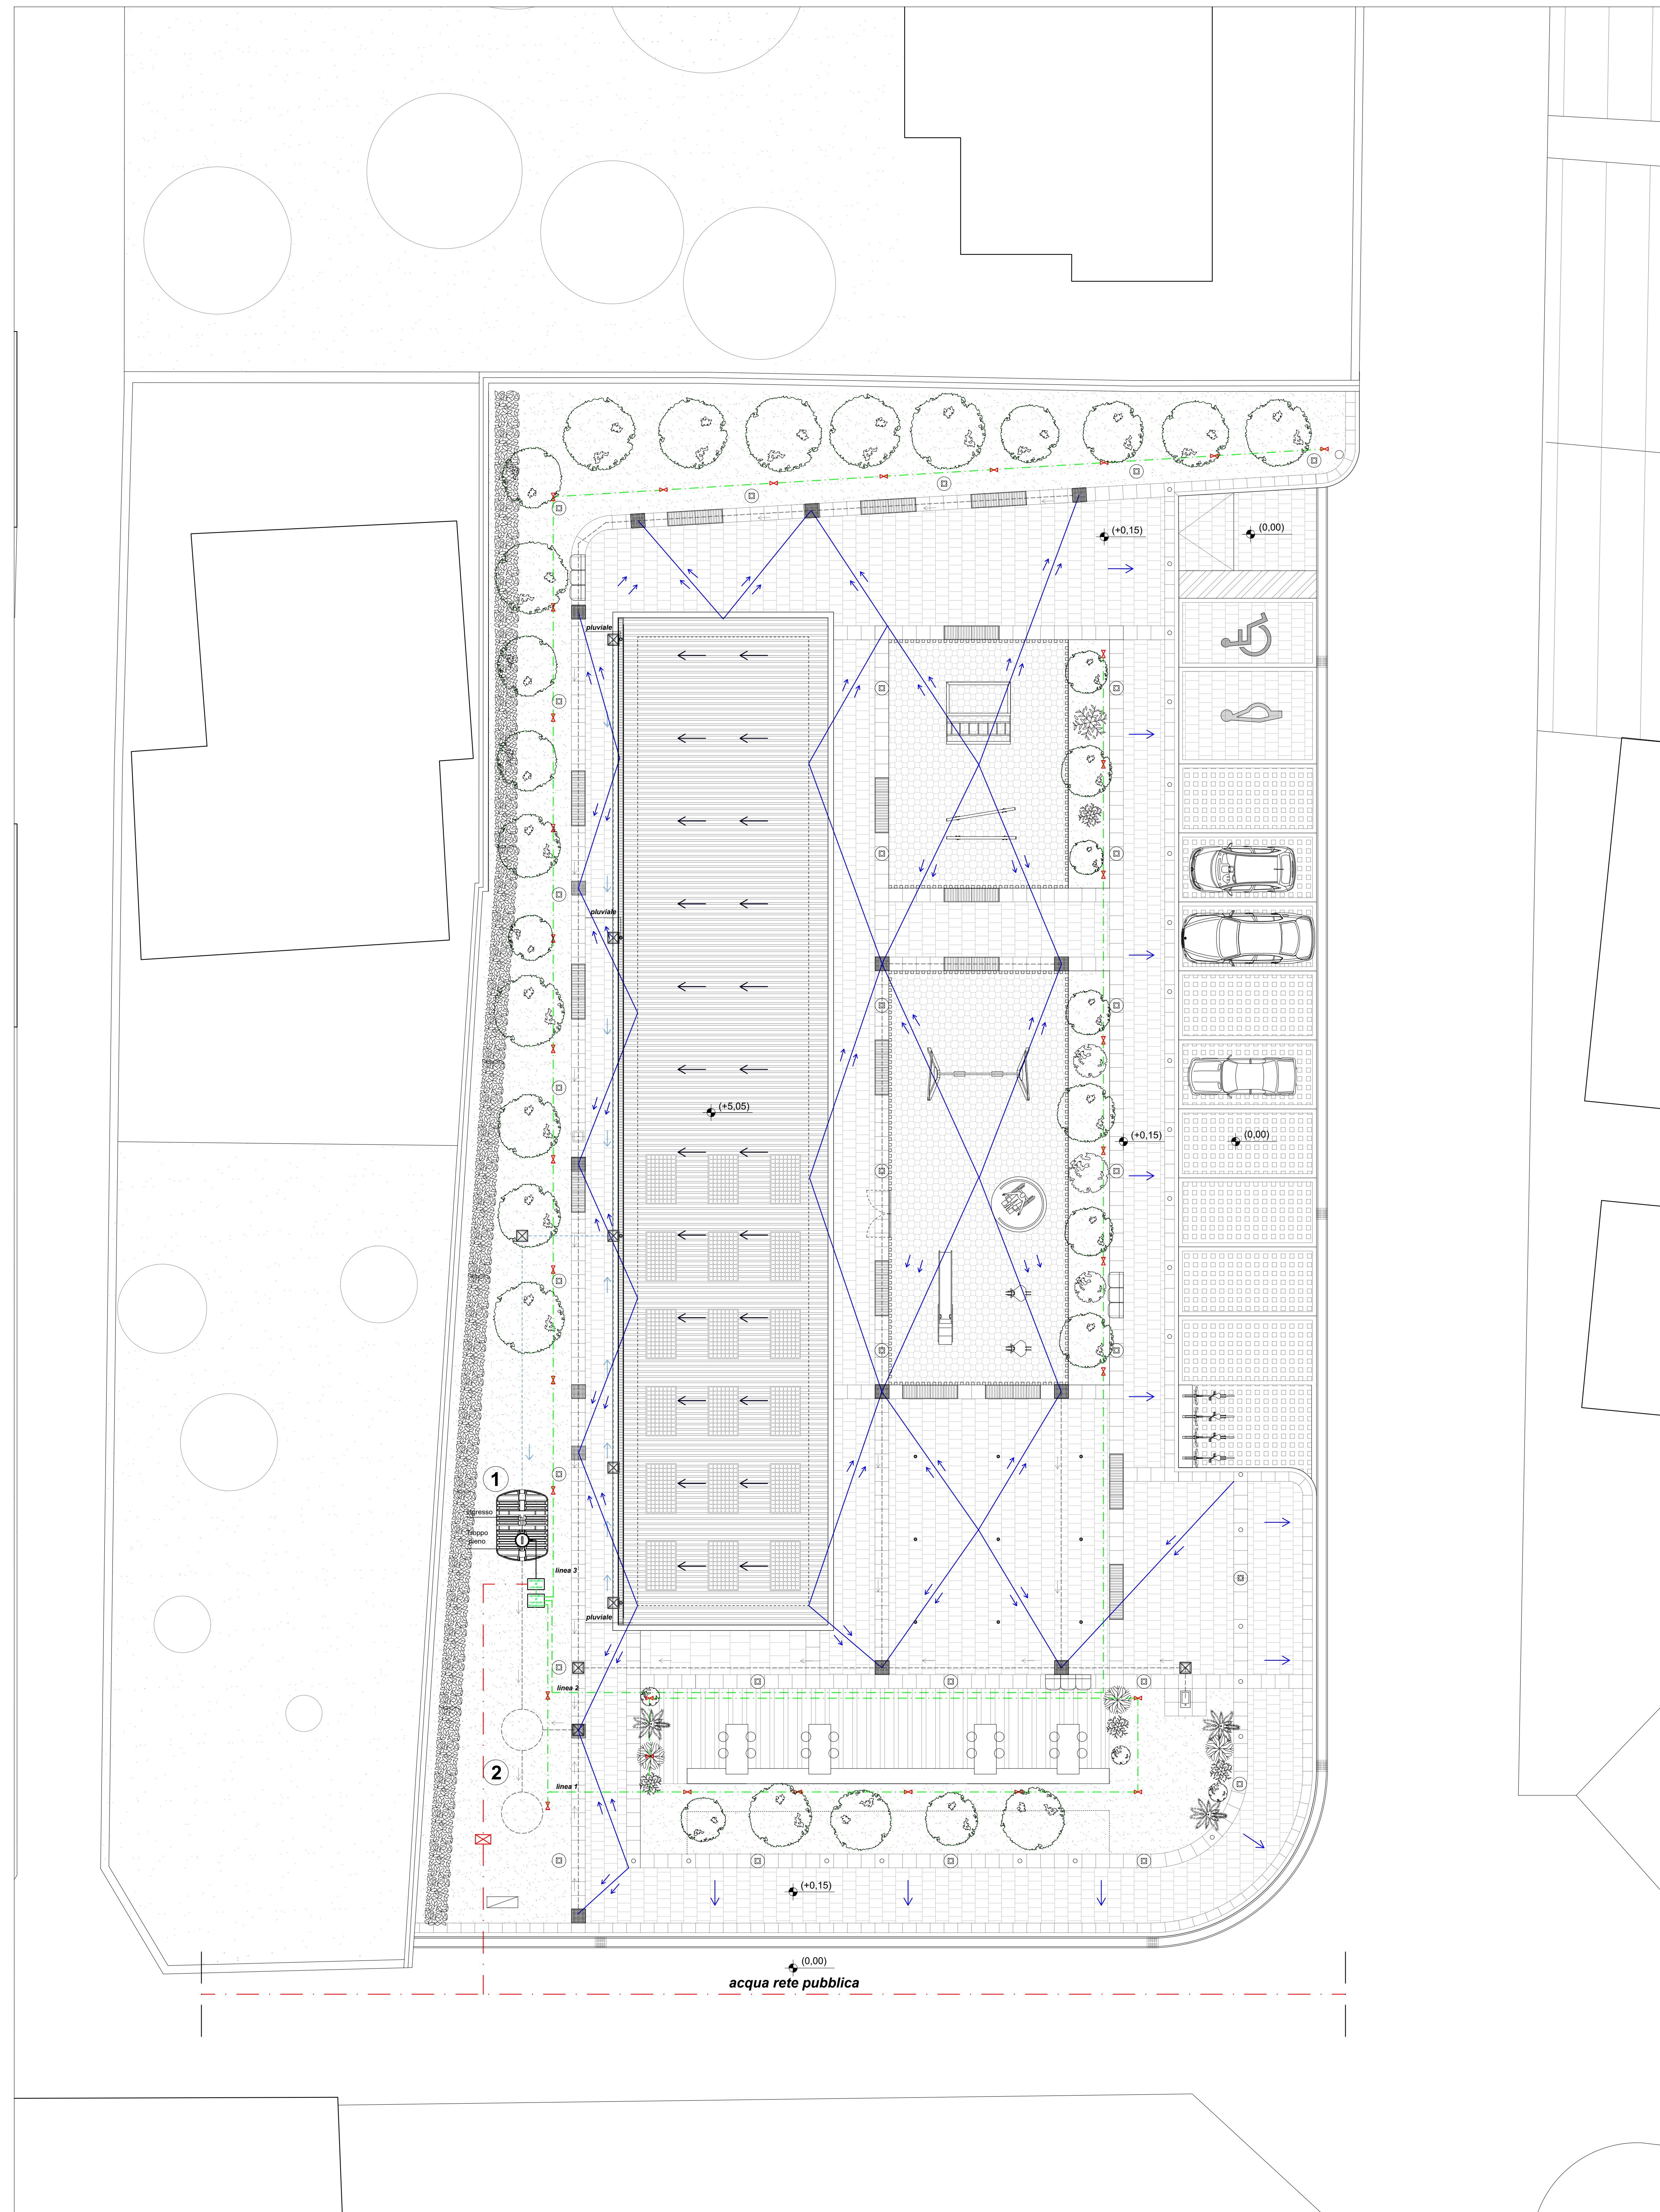 (+0,15)
(0,00)
pluviale
pluviale
(+5,05)
(+0,15)
(0,00)
1
ingresso
troppo
pieno
linea 3
pluviale
linea 2
2
linea 1
(+0,15)
(0,00)
acqua rete pubblica